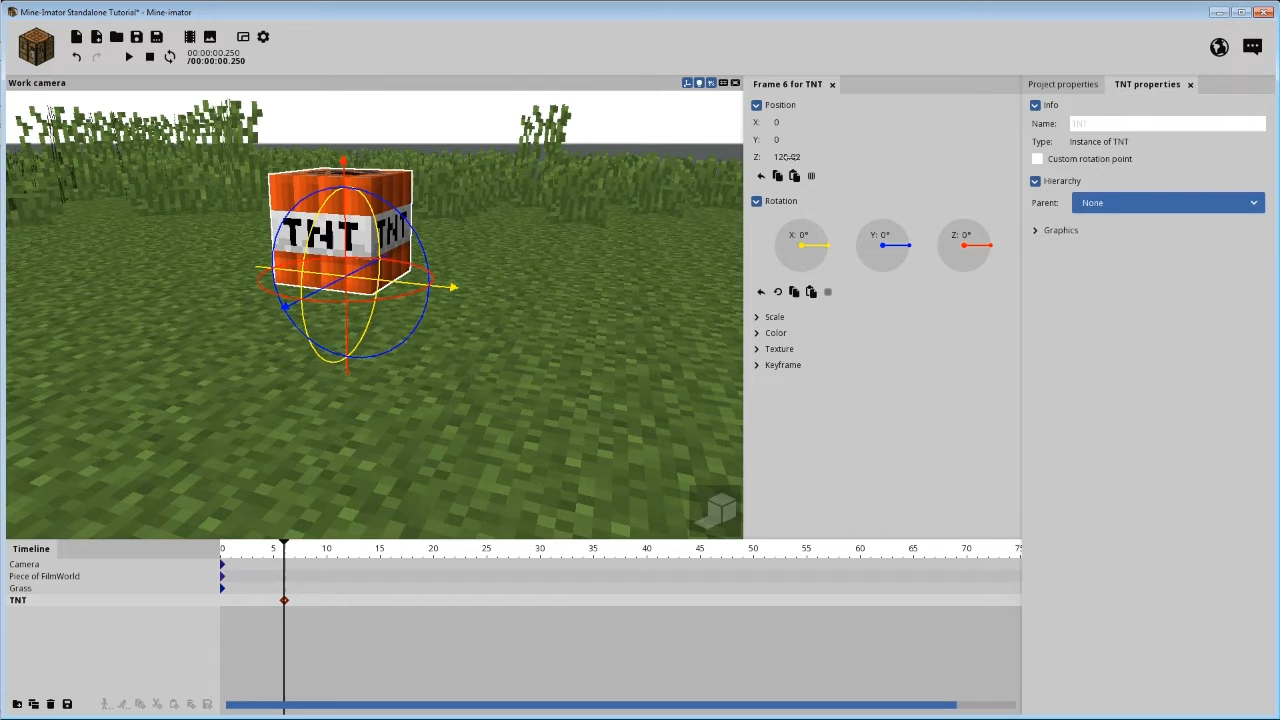 Mine-Imator Standalone Tutorial* - Mine-imator
00:00:00.250
/00:00:00.250
Work camera
TNT
TNT
Frame 6 for TNT
Position
X: 0
Y: 0
Z:
Rotation
X: 0° Y: 0° Z: 0°
Scale
Color
Texture
Keyframe
Project properties TNT properties
Info
Name: TNT
Type: Instance of TNT
Custom rotation point
Hierarchy
Parent: None
Graphics
Timeline
0 5 10 15 20 25 30 35 40 45 50 55 60 65 70 75
Camera
Piece of FilmWorld
Grass
TNT